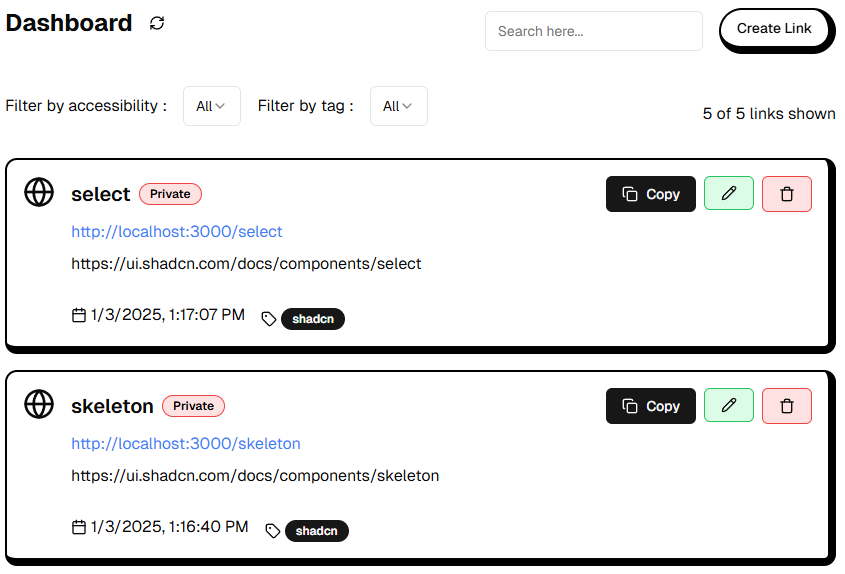 Dashboard
Search here...
Create Link
Filter by accessibility :
All
Filter by tag :
All
5 of 5 links shown
select
Private
Copy
http://localhost:3000/select
https://ui.shadcn.com/docs/components/select
1/3/2025, 1:17:07 PM
shadcn
skeleton
Private
Copy
http://localhost:3000/skeleton
https://ui.shadcn.com/docs/components/skeleton
1/3/2025, 1:16:40 PM
shadcn